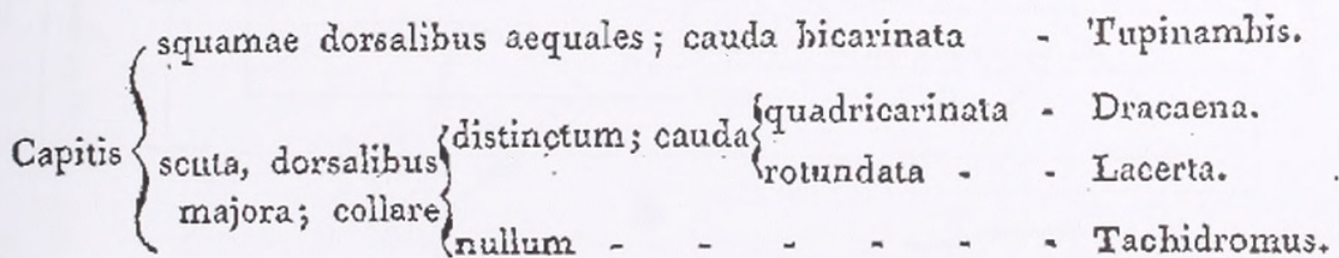 squamae dorsalibus aequales; cauda bicarinata - Tupinambis.
quadricarinata - Dracaena.
distinctum; cauda
Capitis
scuta, dorsalibus
rotundata - - Lacerta.
majora; collare
nullum - - - - - - Tachidromus.